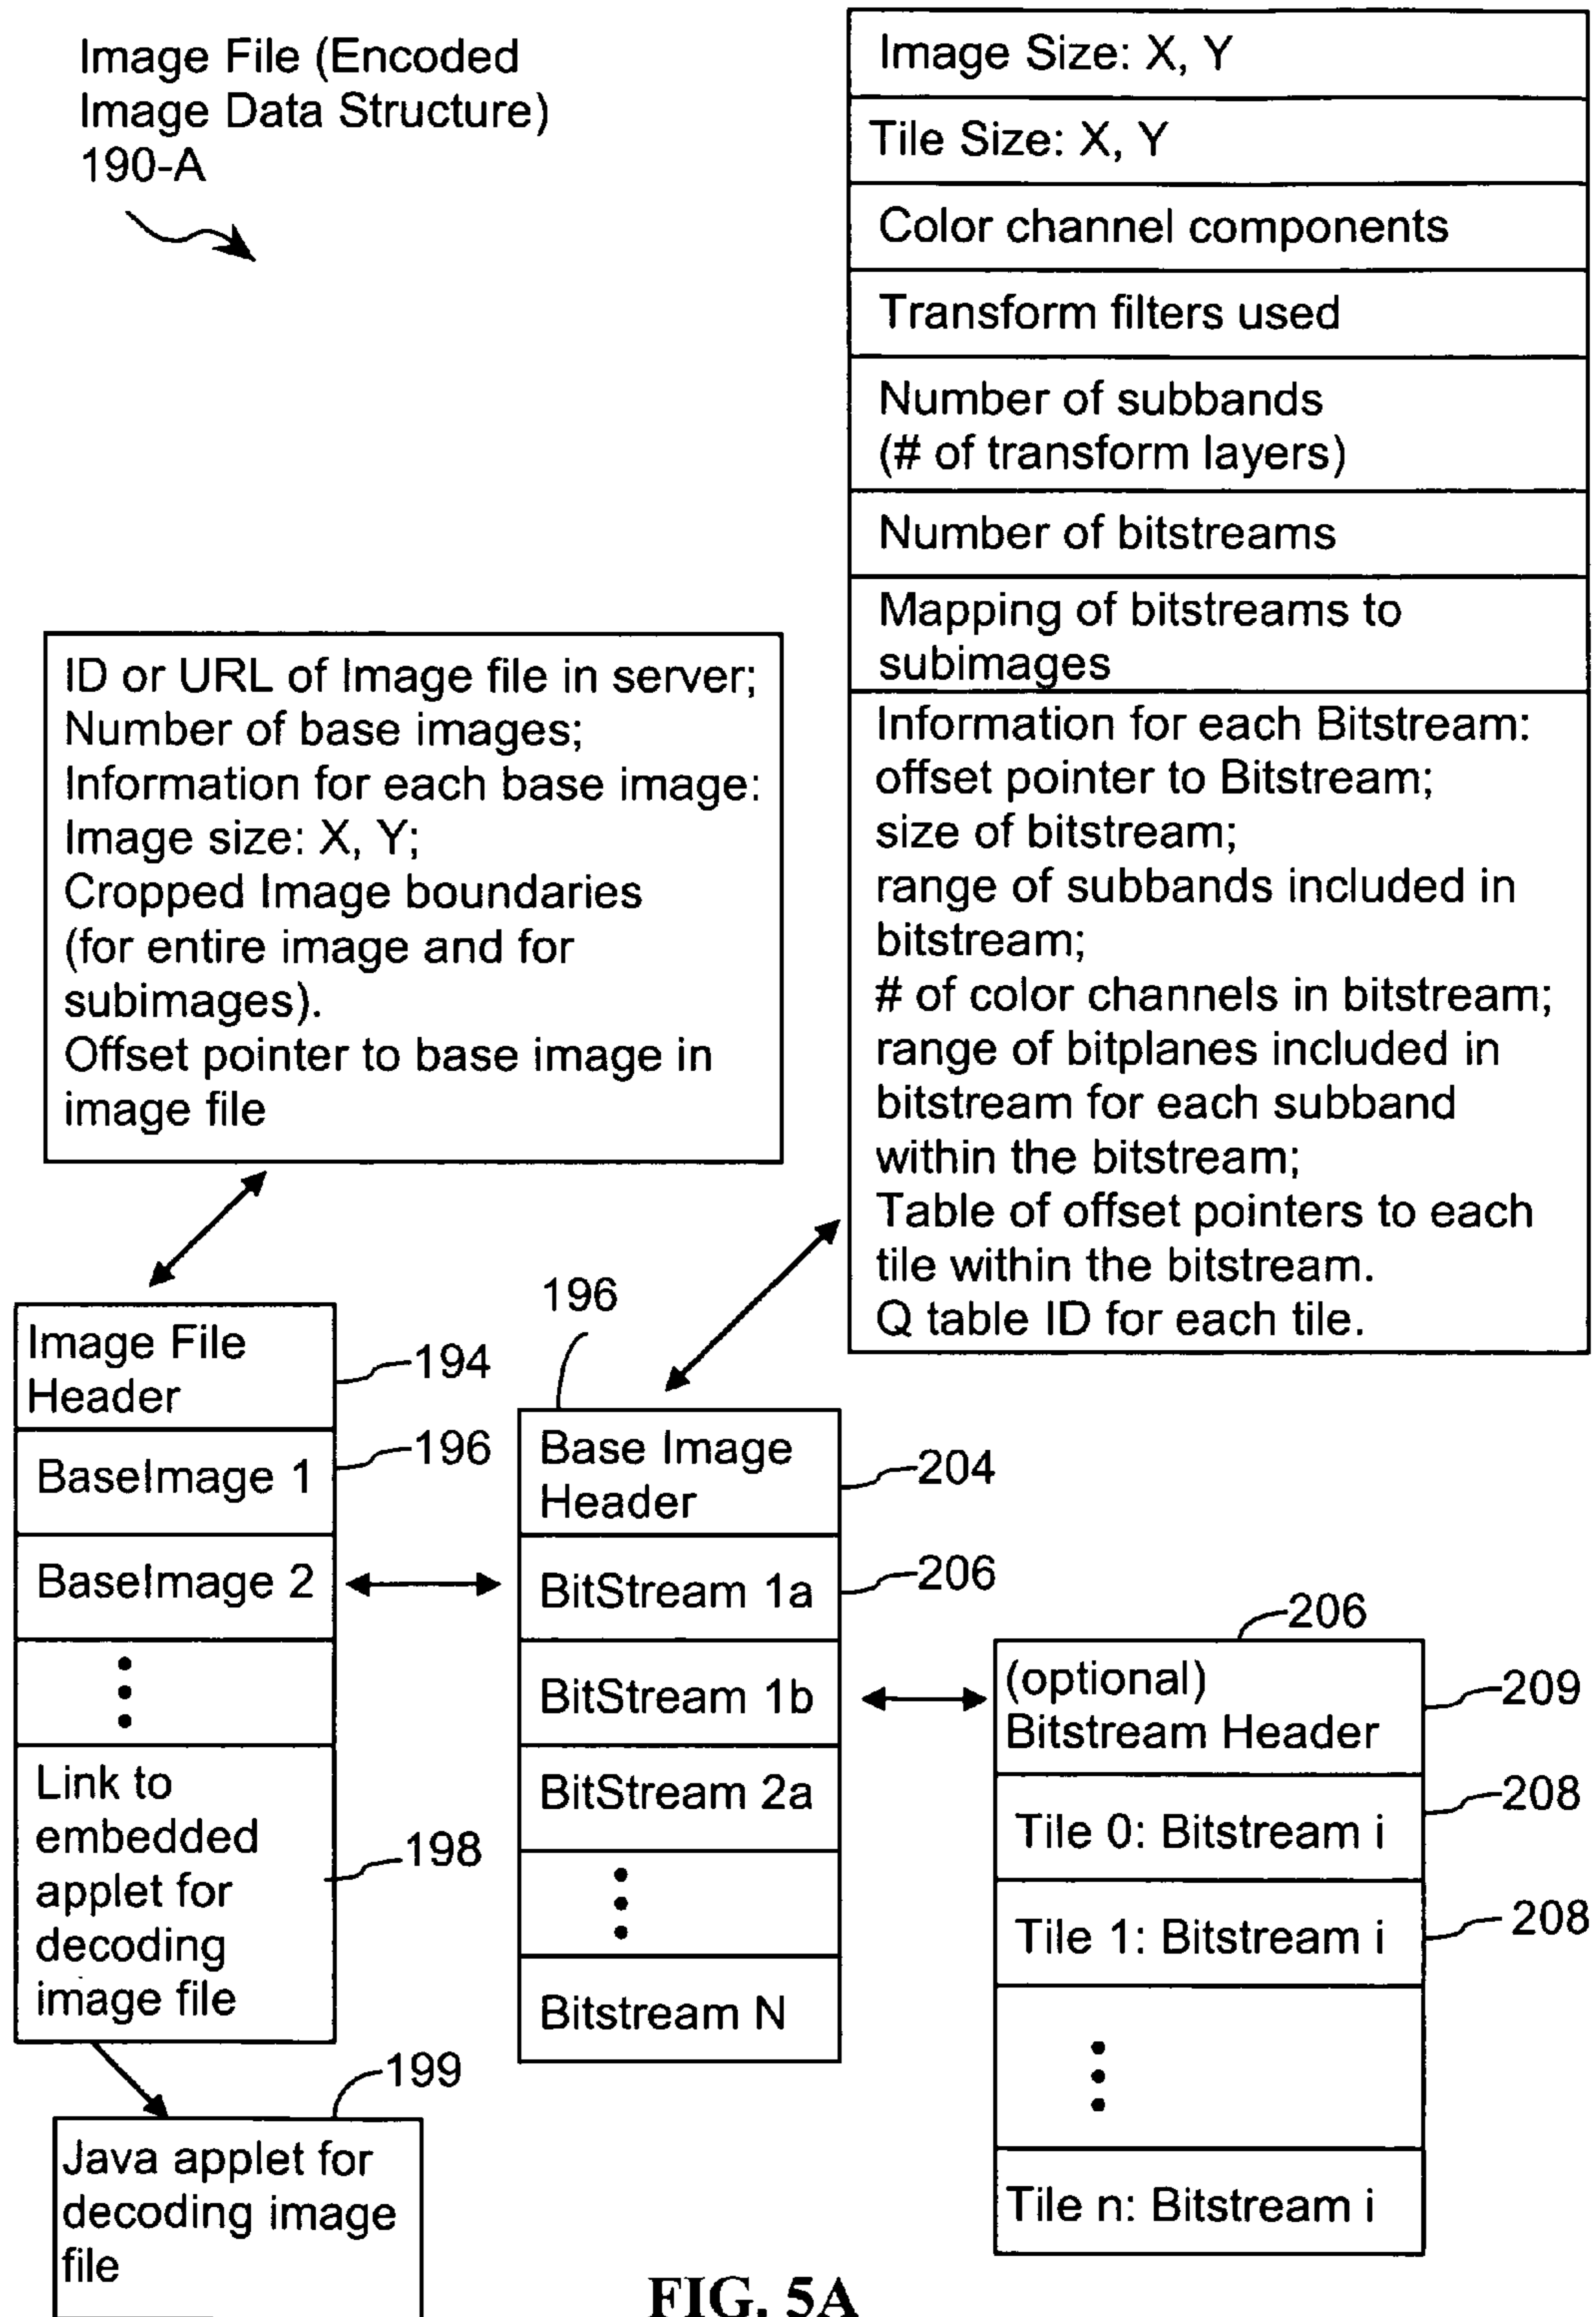 Image File (Encoded
Image Data Structure)
190-A
Image Size: X, Y
Tile Size: X, Y
Color channel components
Transform filters used
Number of subbands
(# of transform layers)
Number of bitstreams
Mapping of bitstreams to
subimages
Information for each Bitstream:
offset pointer to Bitstream;
size of bitstream;
range of subbands included in
bitstream;
# of color channels in bitstream;
range of bitplanes included in
bitstream for each subband
within the bitstream;
Table of offset pointers to each
tile within the bitstream.
Q table ID for each tile.
ID or URL of Image file in server;
Number of base images;
Information for each base image:
Image size: X, Y;
Cropped Image boundaries
(for entire image and for
subimages).
Offset pointer to base image in
image file
Image File
Header
194
BaseImage 1
196
BaseImage 2
Link to
embedded
applet for
decoding
image file
198
199
Java applet for
decoding image
file
196
Base Image
Header
204
BitStream 1a
206
BitStream 1b
BitStream 2a
Bitstream N
206
(optional)
Bitstream Header
209
Tile 0: Bitstream i
208
Tile 1: Bitstream i
208
Tile n: Bitstream i
FIG. 5A